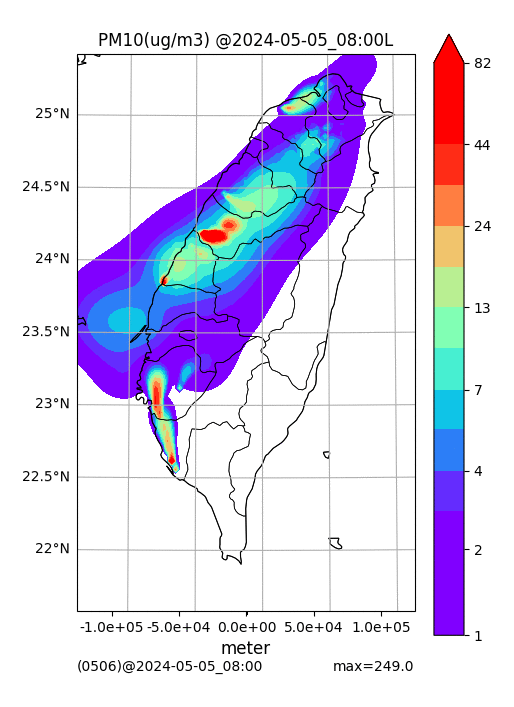 PM10(ug/m3) @2024-05-05_08:00L
82
44
24
13
7
4
2
1
25°N
24.5°N
24°N
23.5°N
23°N
22.5°N
22°N
-1.0e+05 -5.0e+04 0.0e+00 5.0e+04 1.0e+05
meter
(0506)@2024-05-05_08:00 max=249.0